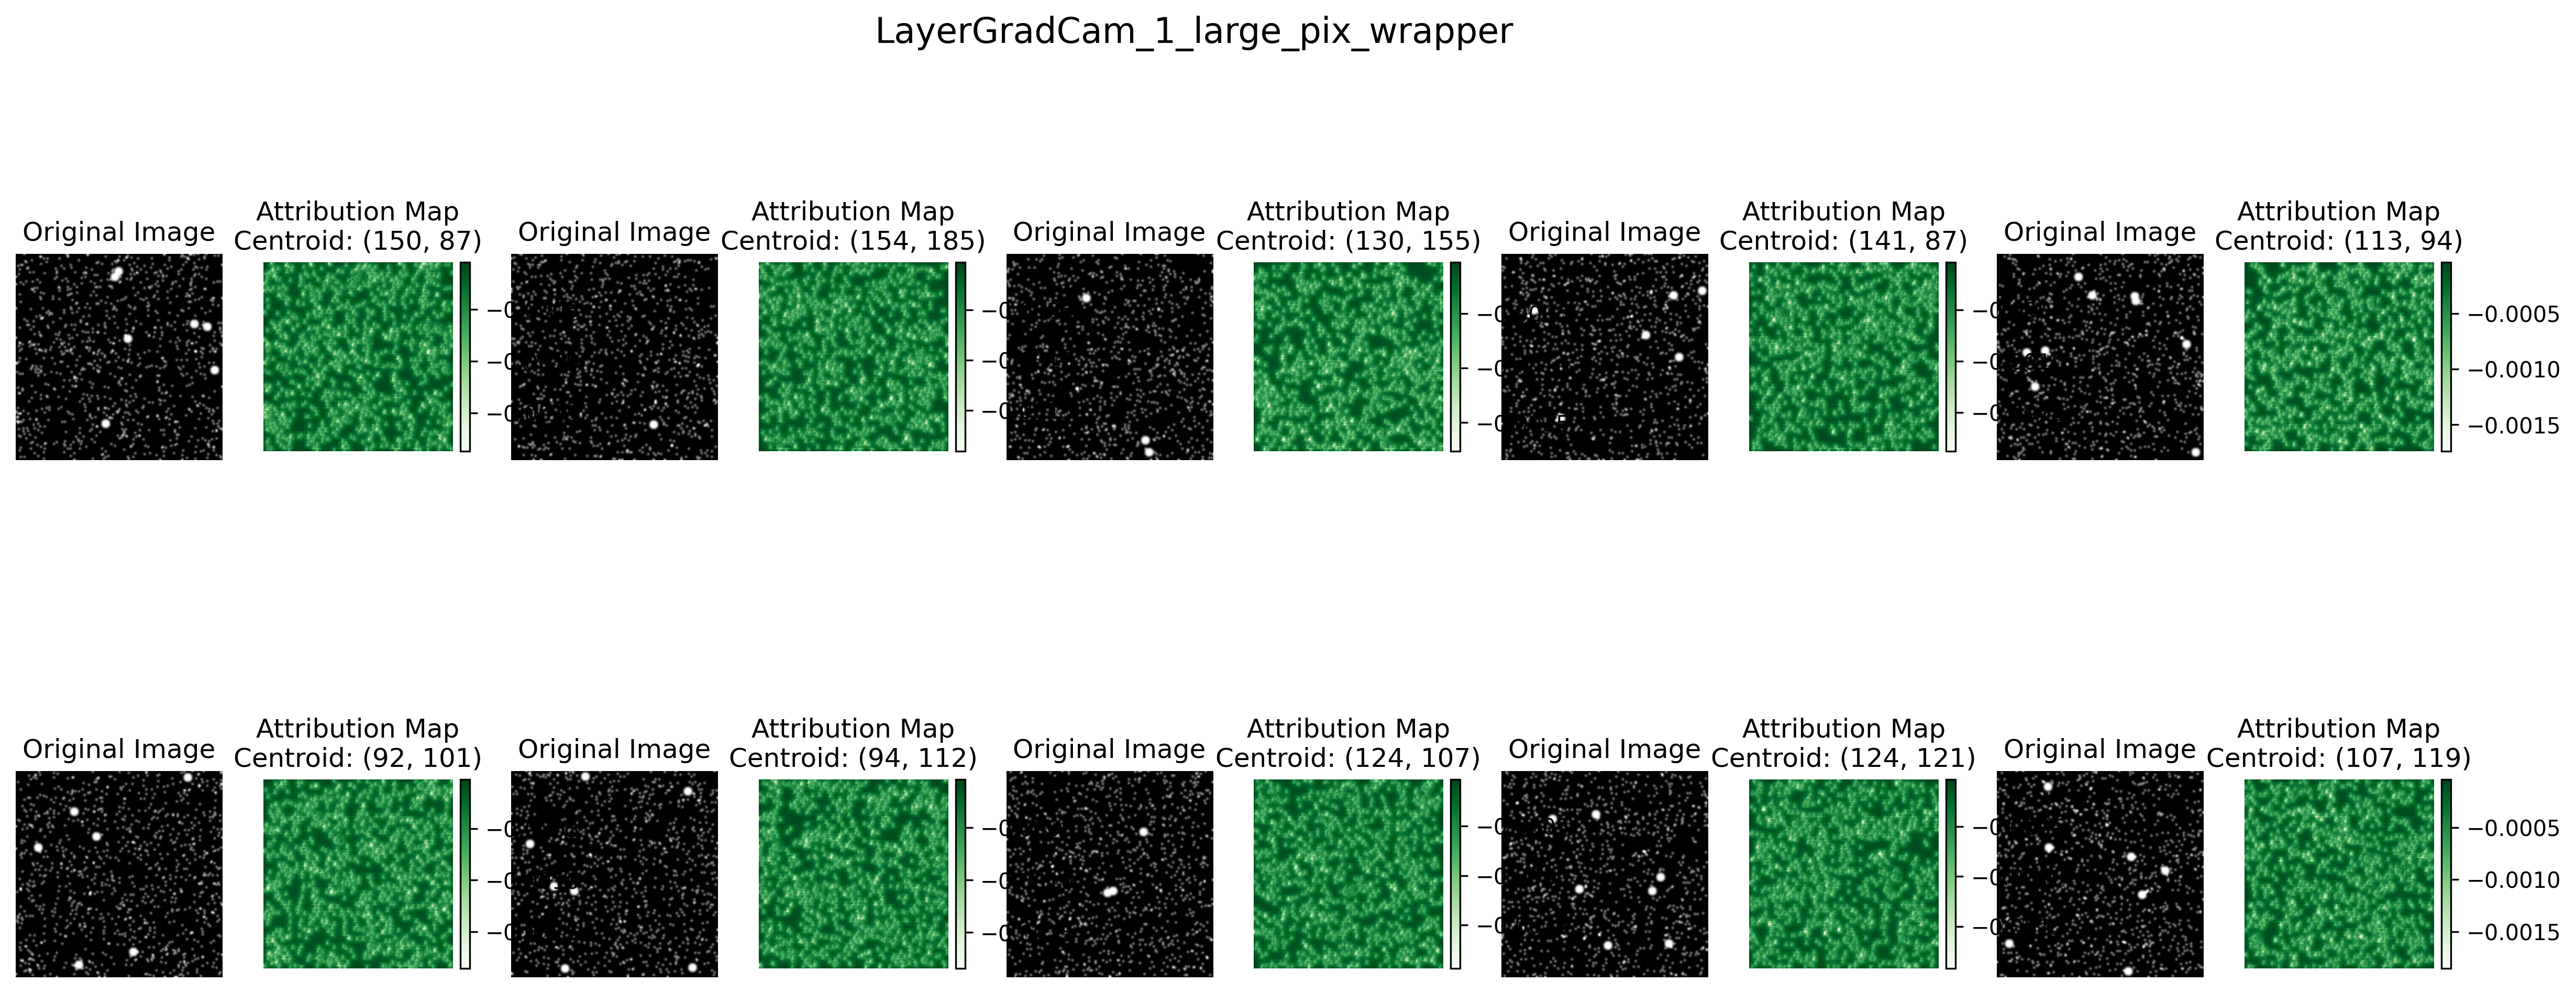 LayerGradCam_1_large_pix_wrapper
Original Image
Attribution Map
Centroid: (150, 87)
Original Image
Attribution Map
Centroid: (154, 185)
Original Image
Attribution Map
Centroid: (130, 155)
Original Image
Attribution Map
Centroid: (141, 87)
Original Image
Attribution Map
Centroid: (113, 94)
−0.0005
−0.0010
−0.0015
Original Image
Attribution Map
Centroid: (92, 101)
Original Image
Attribution Map
Centroid: (94, 112)
Original Image
Attribution Map
Centroid: (124, 107)
Original Image
Attribution Map
Centroid: (124, 121)
Original Image
Attribution Map
Centroid: (107, 119)
−0.0005
−0.0010
−0.0015